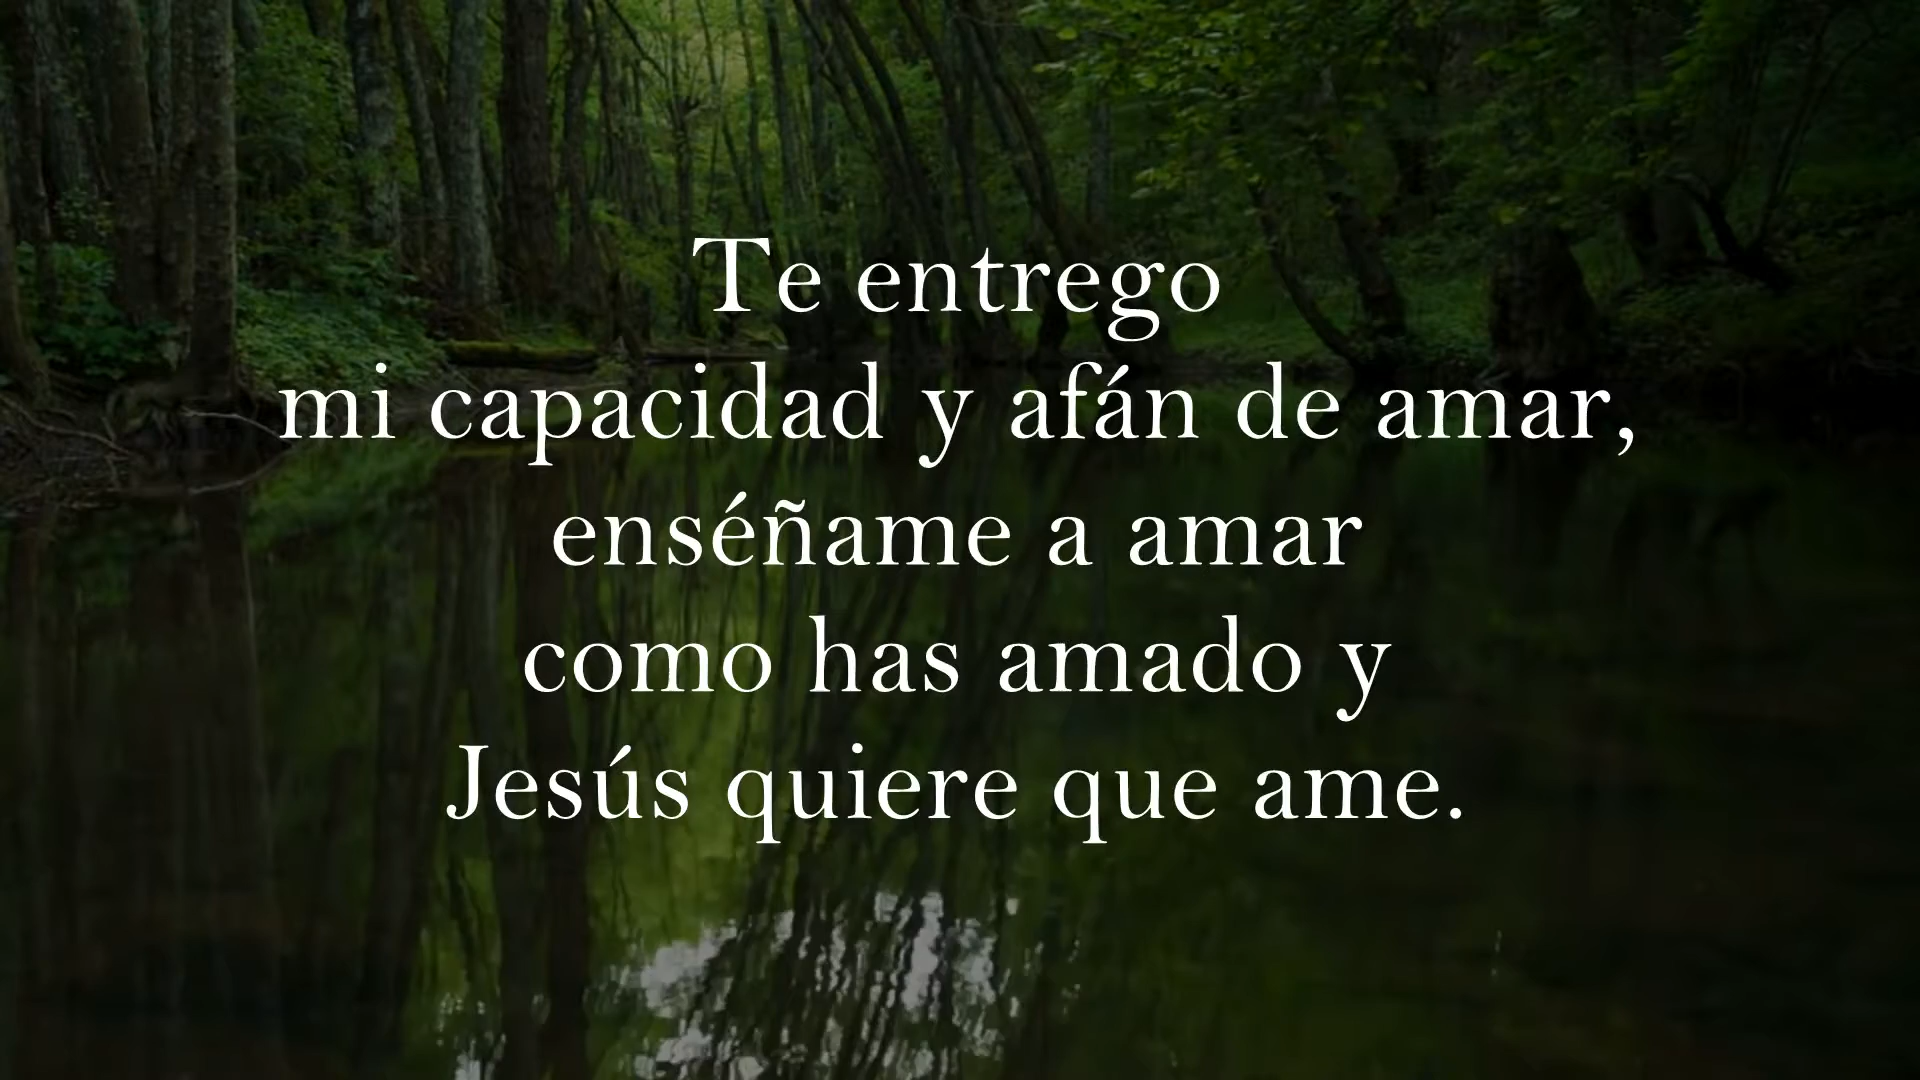 Te entrego
mi capacidad y afán de amar,
enséñame a amar
como has amado y
Jesús quiere que ame.